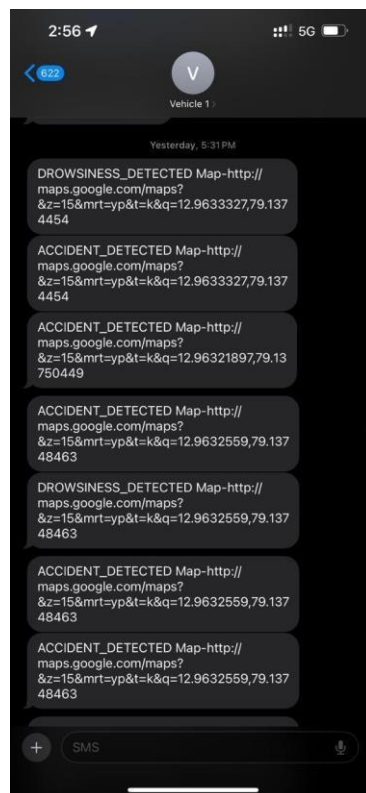 2:56
5G
622
V
Vehicle 1
Yesterday, 5:31 PM
DROWSINESS_DETECTED Map-http://
maps.google.com/maps?
&z=15&mrt=yp&t=k&q=12.9633327,79.137
4454
ACCIDENT_DETECTED Map-http://
maps.google.com/maps?
&z=15&mrt=yp&t=k&q=12.9633327,79.137
4454
ACCIDENT_DETECTED Map-http://
maps.google.com/maps?
&z=15&mrt=yp&t=k&q=12.96321897,79.13
750449
ACCIDENT_DETECTED Map-http://
maps.google.com/maps?
&z=15&mrt=yp&t=k&q=12.9632559,79.137
48463
DROWSINESS_DETECTED Map-http://
maps.google.com/maps?
&z=15&mrt=yp&t=k&q=12.9632559,79.137
48463
ACCIDENT_DETECTED Map-http://
maps.google.com/maps?
&z=15&mrt=yp&t=k&q=12.9632559,79.137
48463
ACCIDENT_DETECTED Map-http://
maps.google.com/maps?
&z=15&mrt=yp&t=k&q=12.9632559,79.137
48463
SMS